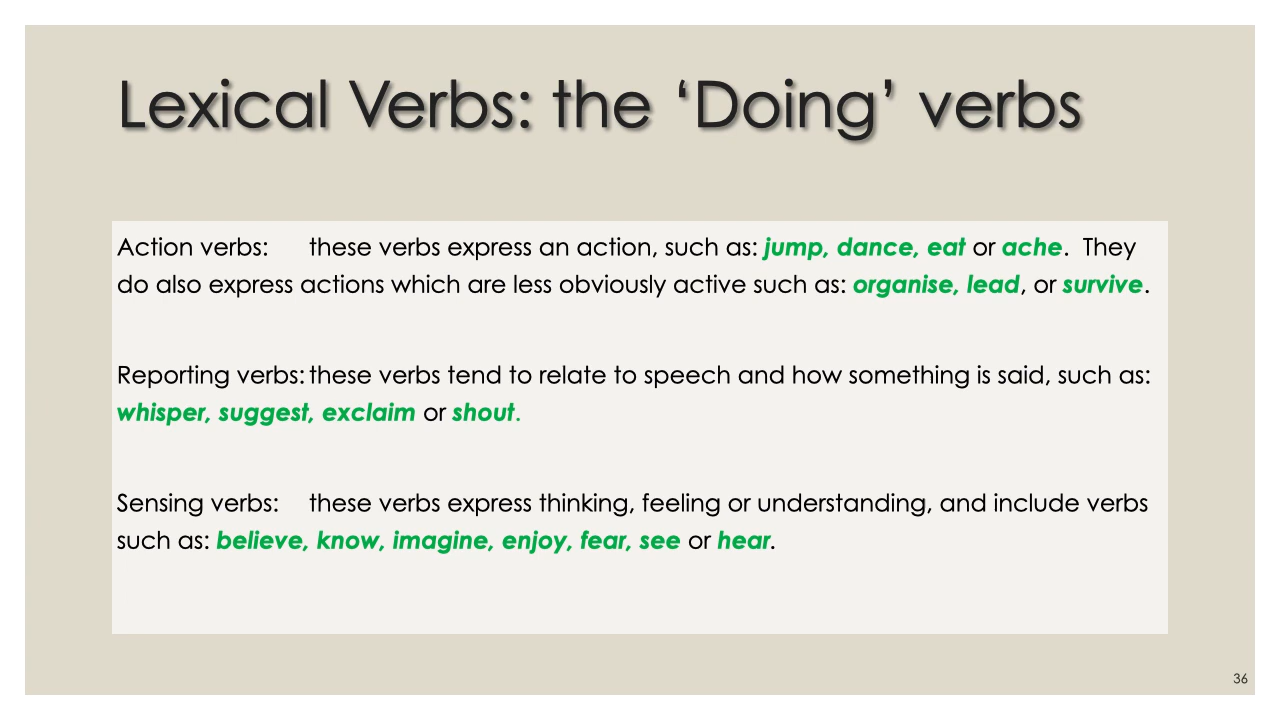 Lexical Verbs: the ‘Doing’ verbs
Action verbs: these verbs express an action, such as: jump, dance, eat or ache. They
do also express actions which are less obviously active such as: organise, lead, or survive.
Reporting verbs: these verbs tend to relate to speech and how something is said, such as:
whisper, suggest, exclaim or shout.
Sensing verbs: these verbs express thinking, feeling or understanding, and include verbs
such as: believe, know, imagine, enjoy, fear, see or hear.
36